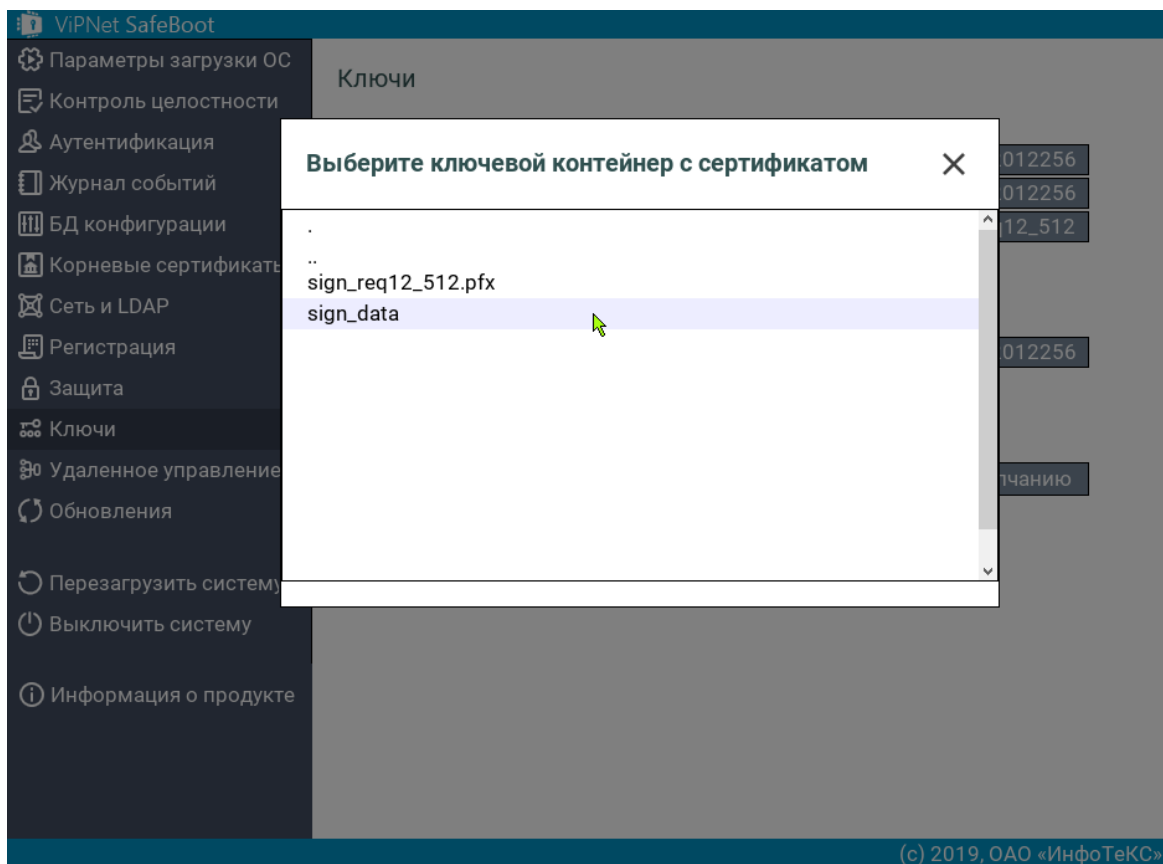 ViPNet SafeBoot
Параметры загрузки ОС
Контроль целостности
Аутентификация
Журнал событий
БД конфигурации
Корневые сертификаты
Сеть и LDAP
Регистрация
Защита
Ключи
Удаленное управление
Обновления
Перезагрузить систему
Выключить систему
Информация о продукте
Ключи
Выберите ключевой контейнер с сертификатом
.
..
sign_req12_512.pfx
sign_data
012256
012256
12_512
012256
лчанию
(c) 2019, ОАО «ИнфоТеКС»